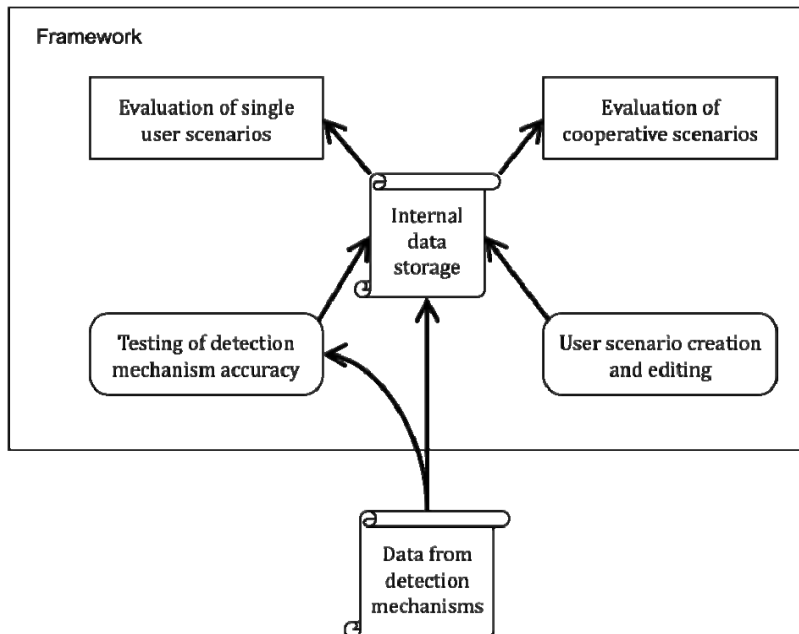 Framework
Evaluation of single
user scenarios
Evaluation of
cooperative scenarios
Internal
data
storage
Testing of detection
mechanism accuracy
User scenario creation
and editing
Data from
detection
mechanisms